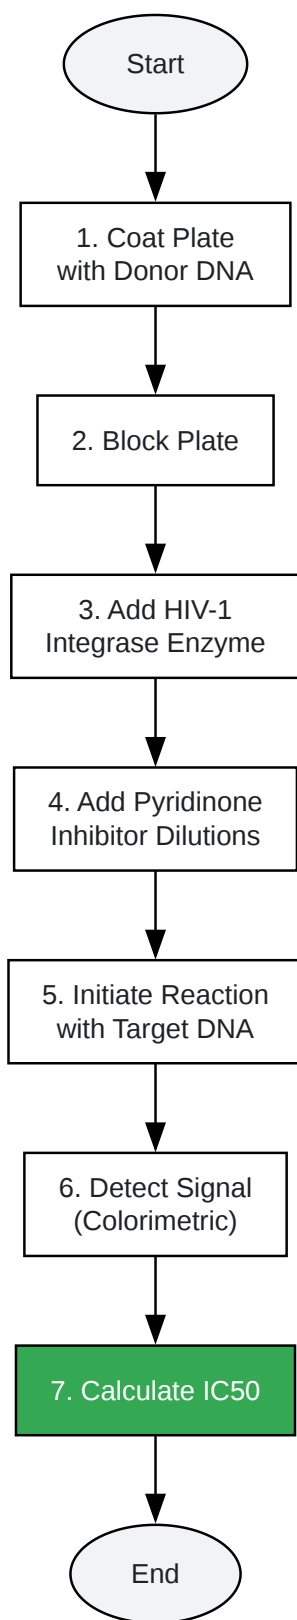 Start
1. Coat Plate
with Donor DNA
2. Block Plate
3. Add HIV-1
Integrase Enzyme
4. Add Pyridinone
Inhibitor Dilutions
5. Initiate Reaction
with Target DNA
6. Detect Signal
(Colorimetric)
7. Calculate IC50
End